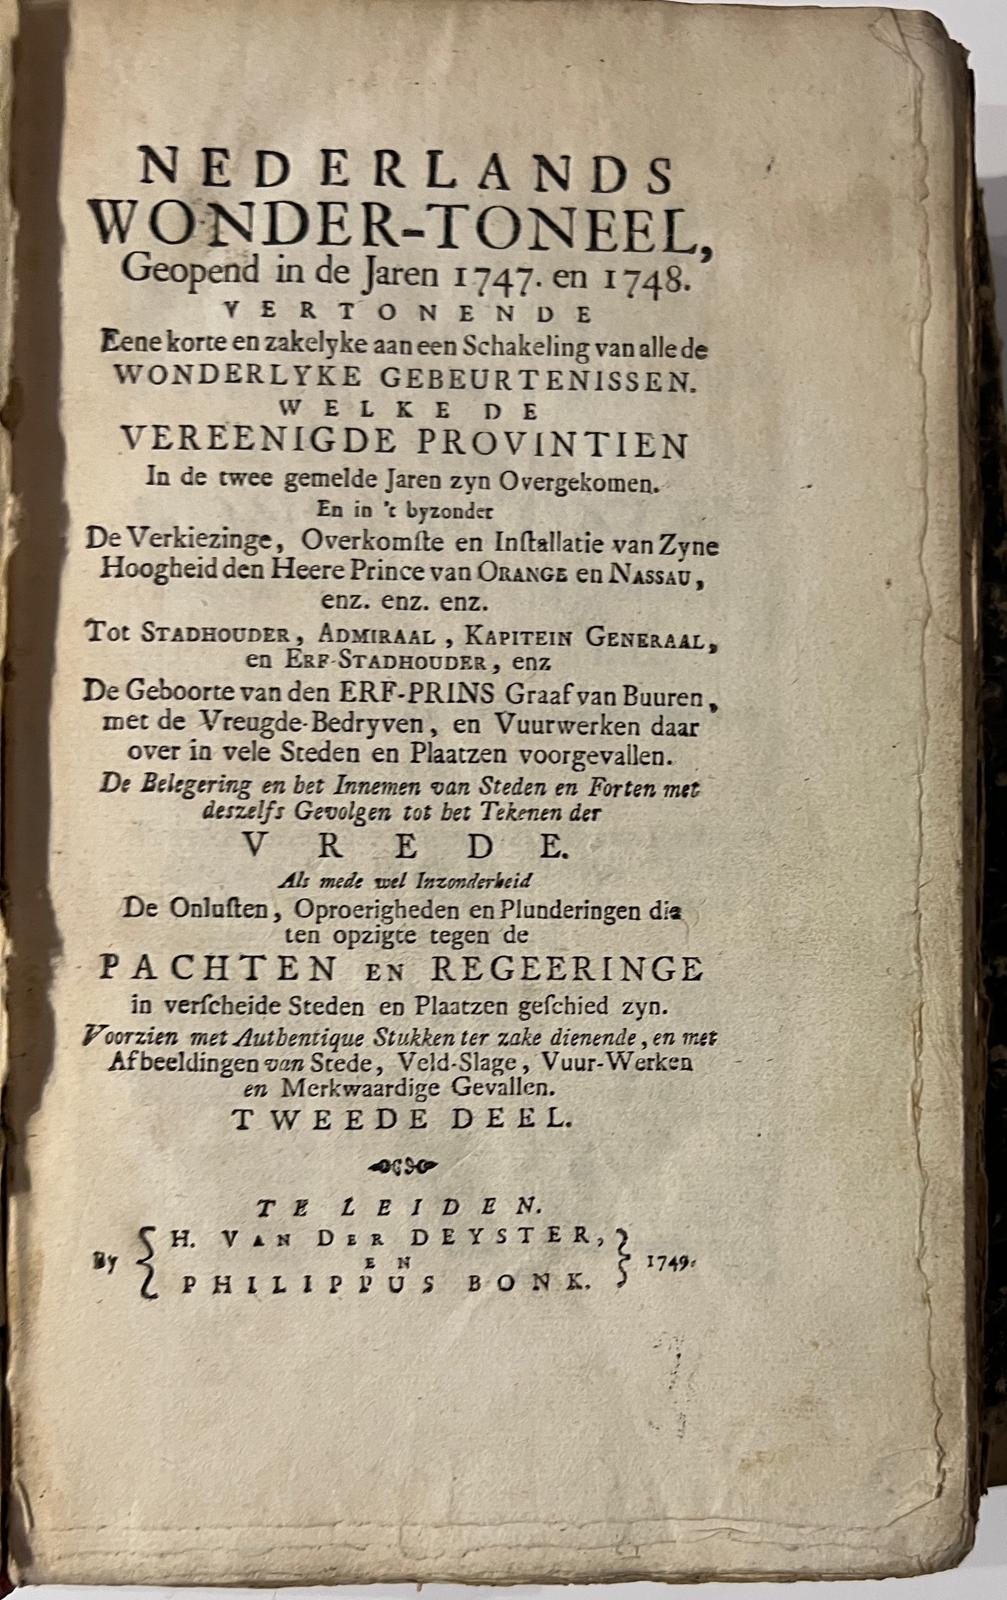 NEDERLANDS
WONDER-TONEEL,
Geopend in de Jaren 1747. en 1748.
VERTONENDE
Eene korte en zakelyke aan een Schakeling van alle de
WONDERLYKE GEBEURTENISSEN.
WELKE DE
VEREENIGDE PROVINTIEN
In de twee gemelde Jaren zyn Overgekomen.
En in 't byzonder
De Verkiezinge, Overkomſte en Inſtallatie van Zyne
Hoogheid den Heere Prince van ORANGE en NASSAU,
enz. enz. enz.
Tot STADHOUDER, ADMIRAAL, KAPITEIN GENERAAL,
en ERF-STADHOUDER, enz
De Geboorte van den ERF-PRINS Graaf van Buuren,
met de Vreugde-Bedryven, en Vuurwerken daar
over in vele Steden en Plaatzen voorgevallen.
De Belegering en het Innemen van Steden en Forten met
deszelfs Gevolgen tot het Tekenen der
VREDE.
Als mede wel Inzonderheid
De Onluſten, Oproerigheden en Plunderingen die
ten opzigte tegen de
PACHTEN EN REGEERINGE
in verſcheide Steden en Plaatzen geſchied zyn.
Voorzien met Authentique Stukken ter zake dienende, en met
Afbeeldingen van Stede, Veld-Slage, Vuur-Werken
en Merkwaardige Gevallen.
TWEEDE DEEL.
TE LEIDEN.
H. VAN DER DEYSTER,
By { EN } 1749.
PHILIPPUS BONK.